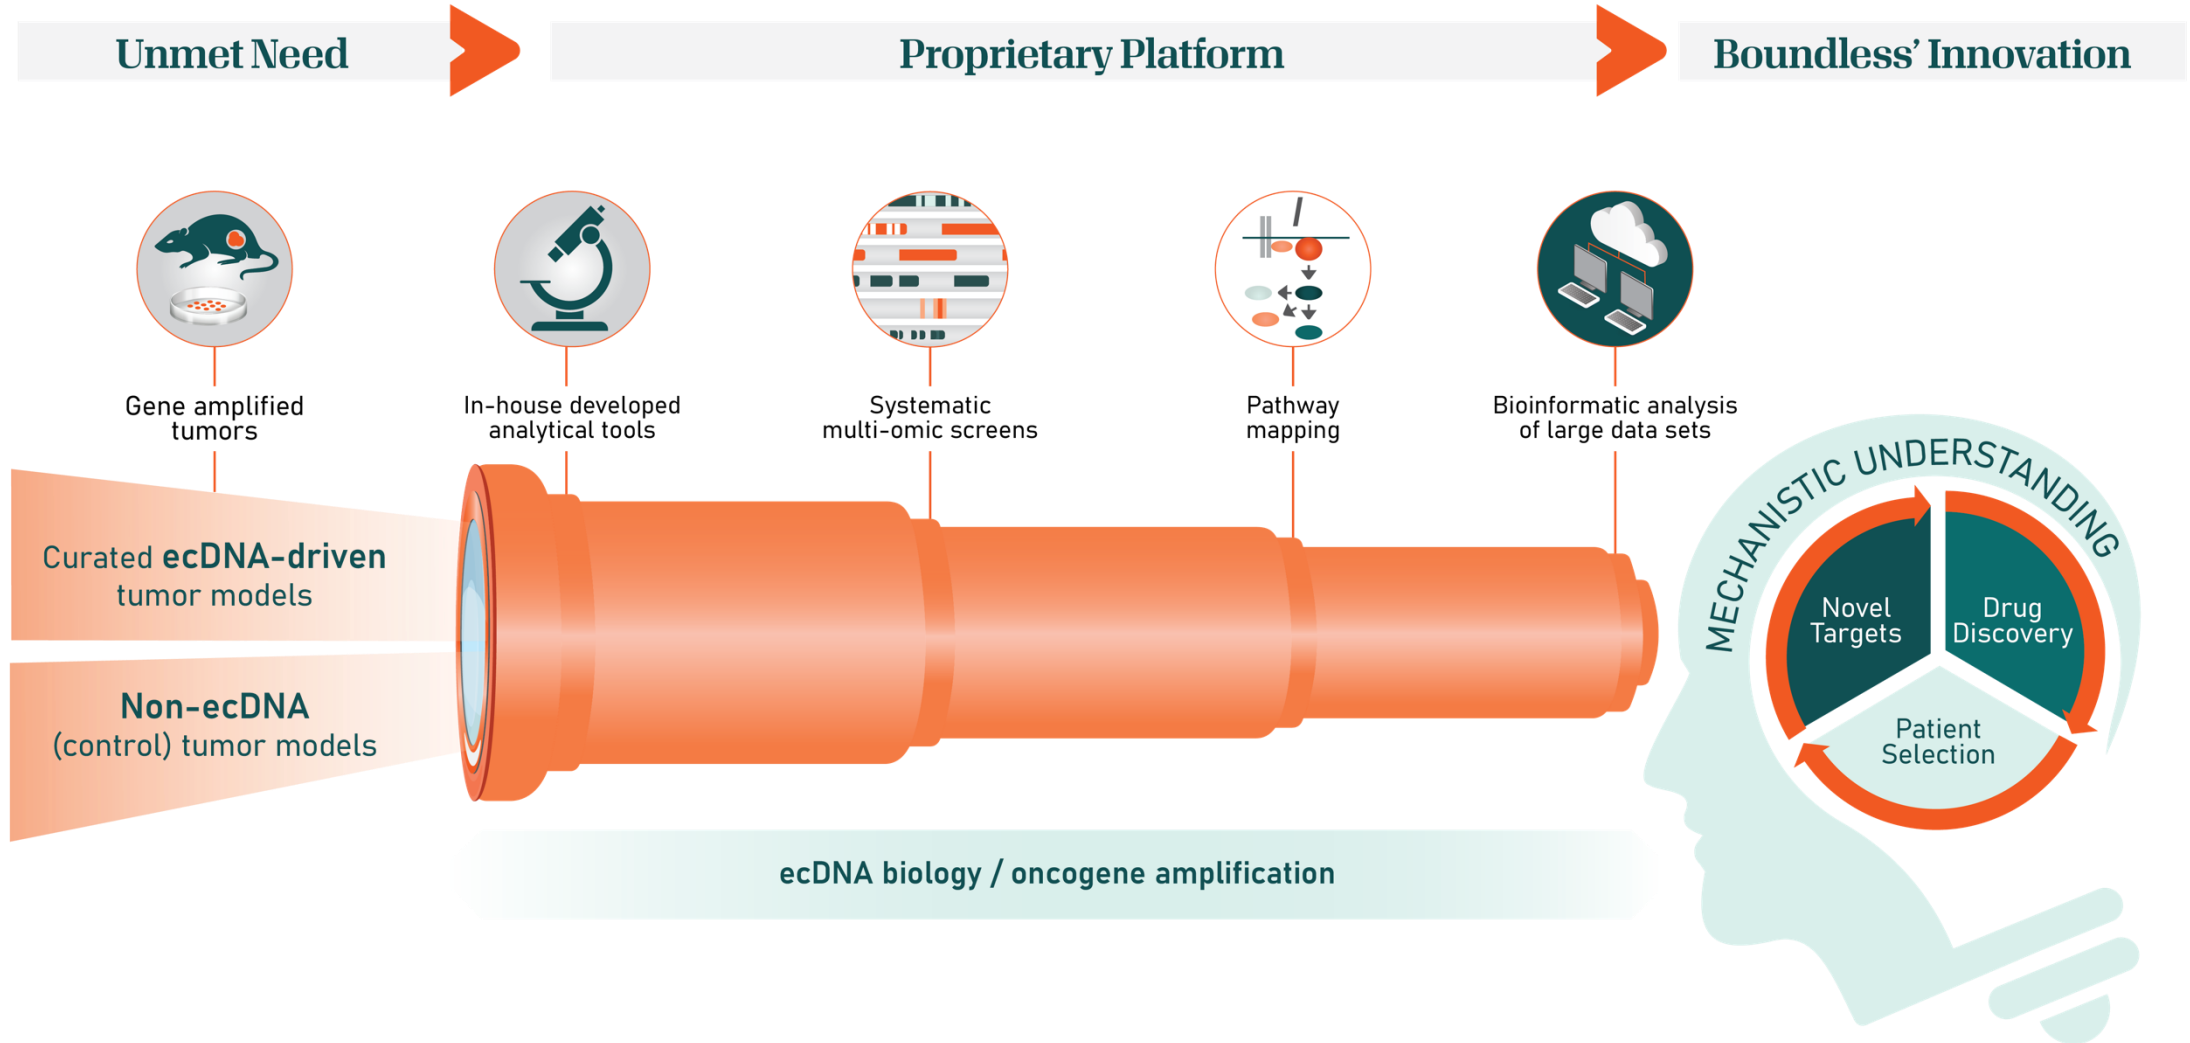 Unmet Need
Proprietary Platform
Boundless’ Innovation
Gene amplified
tumors
In-house developed
analytical tools
Systematic
multi-omic screens
Pathway
mapping
Bioinformatic analysis
of large data sets
Curated ecDNA-driven
tumor models
Non-ecDNA
(control) tumor models
ecDNA biology / oncogene amplification
MECHANISTIC UNDERSTANDING
Novel
Targets
Drug
Discovery
Patient
Selection